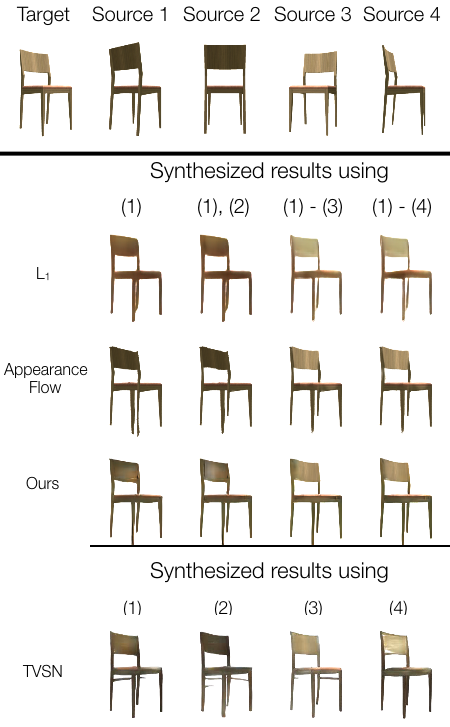 Target Source 1 Source 2 Source 3 Source 4
Synthesized results using
(1) (1), (2) (1) - (3) (1) - (4)
L₁
Appearance
Flow
Ours
Synthesized results using
(1) (2) (3) (4)
TVSN